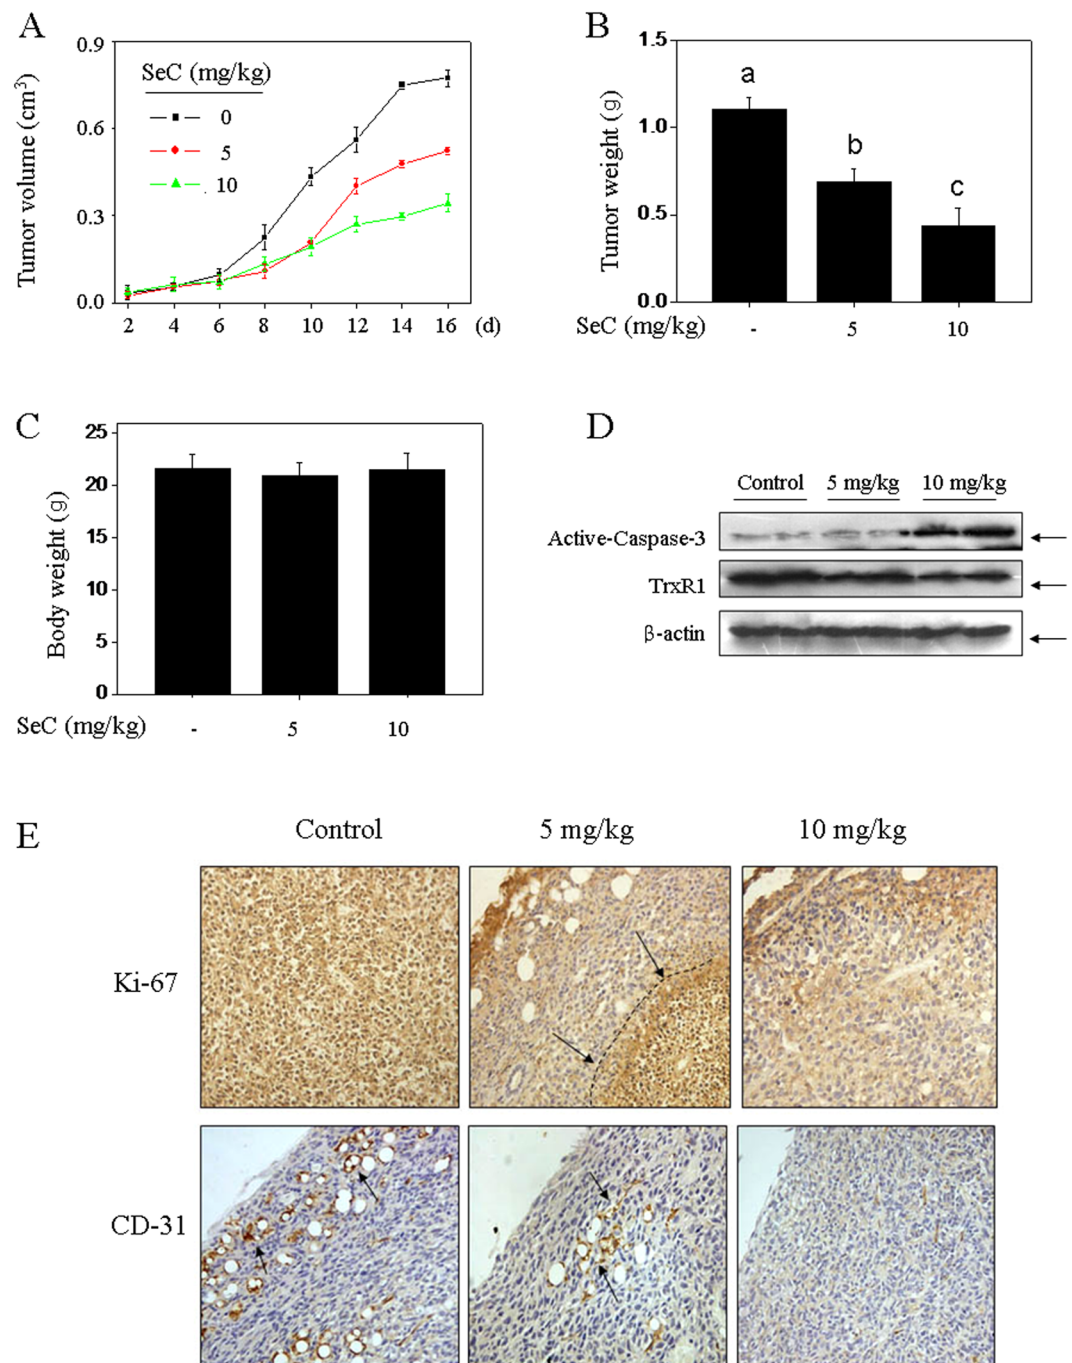 A
SeC (mg/kg)
0
5
10
Tumor volume (cm³)
0.9
0.6
0.3
0.0
2 4 6 8 10 12 14 16 (d)
B
a
b
c
Tumor weight (g)
1.5
1.0
0.5
0.0
SeC (mg/kg) - 5 10
C
Body weight (g)
25
20
15
10
5
0
SeC (mg/kg) - 5 10
D
Control 5 mg/kg 10 mg/kg
Active-Caspase-3
TrxR1
β-actin
E
Control 5 mg/kg 10 mg/kg
Ki-67
CD-31